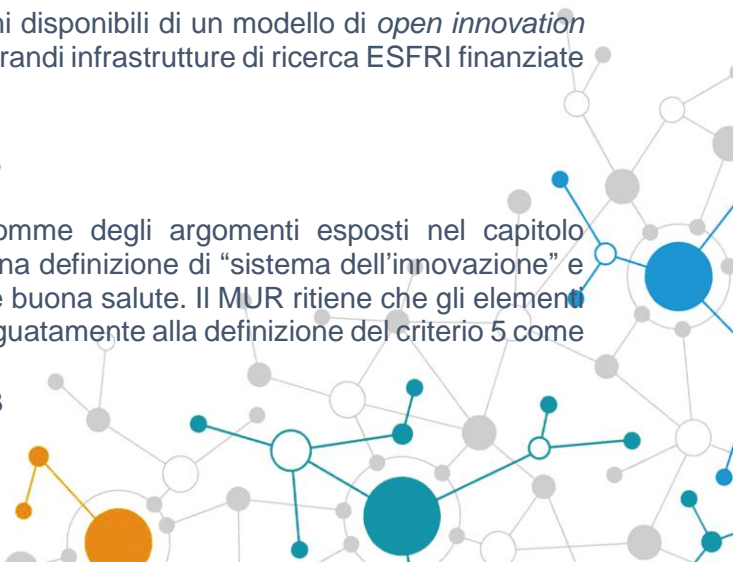 ni disponibili di un modello di open innovation
randi infrastrutture di ricerca ESFRI finanziate
omme degli argomenti esposti nel capitolo
na definizione di “sistema dell’innovazione” e
e buona salute. Il MUR ritiene che gli elementi
guatamente alla definizione del criterio 5 come